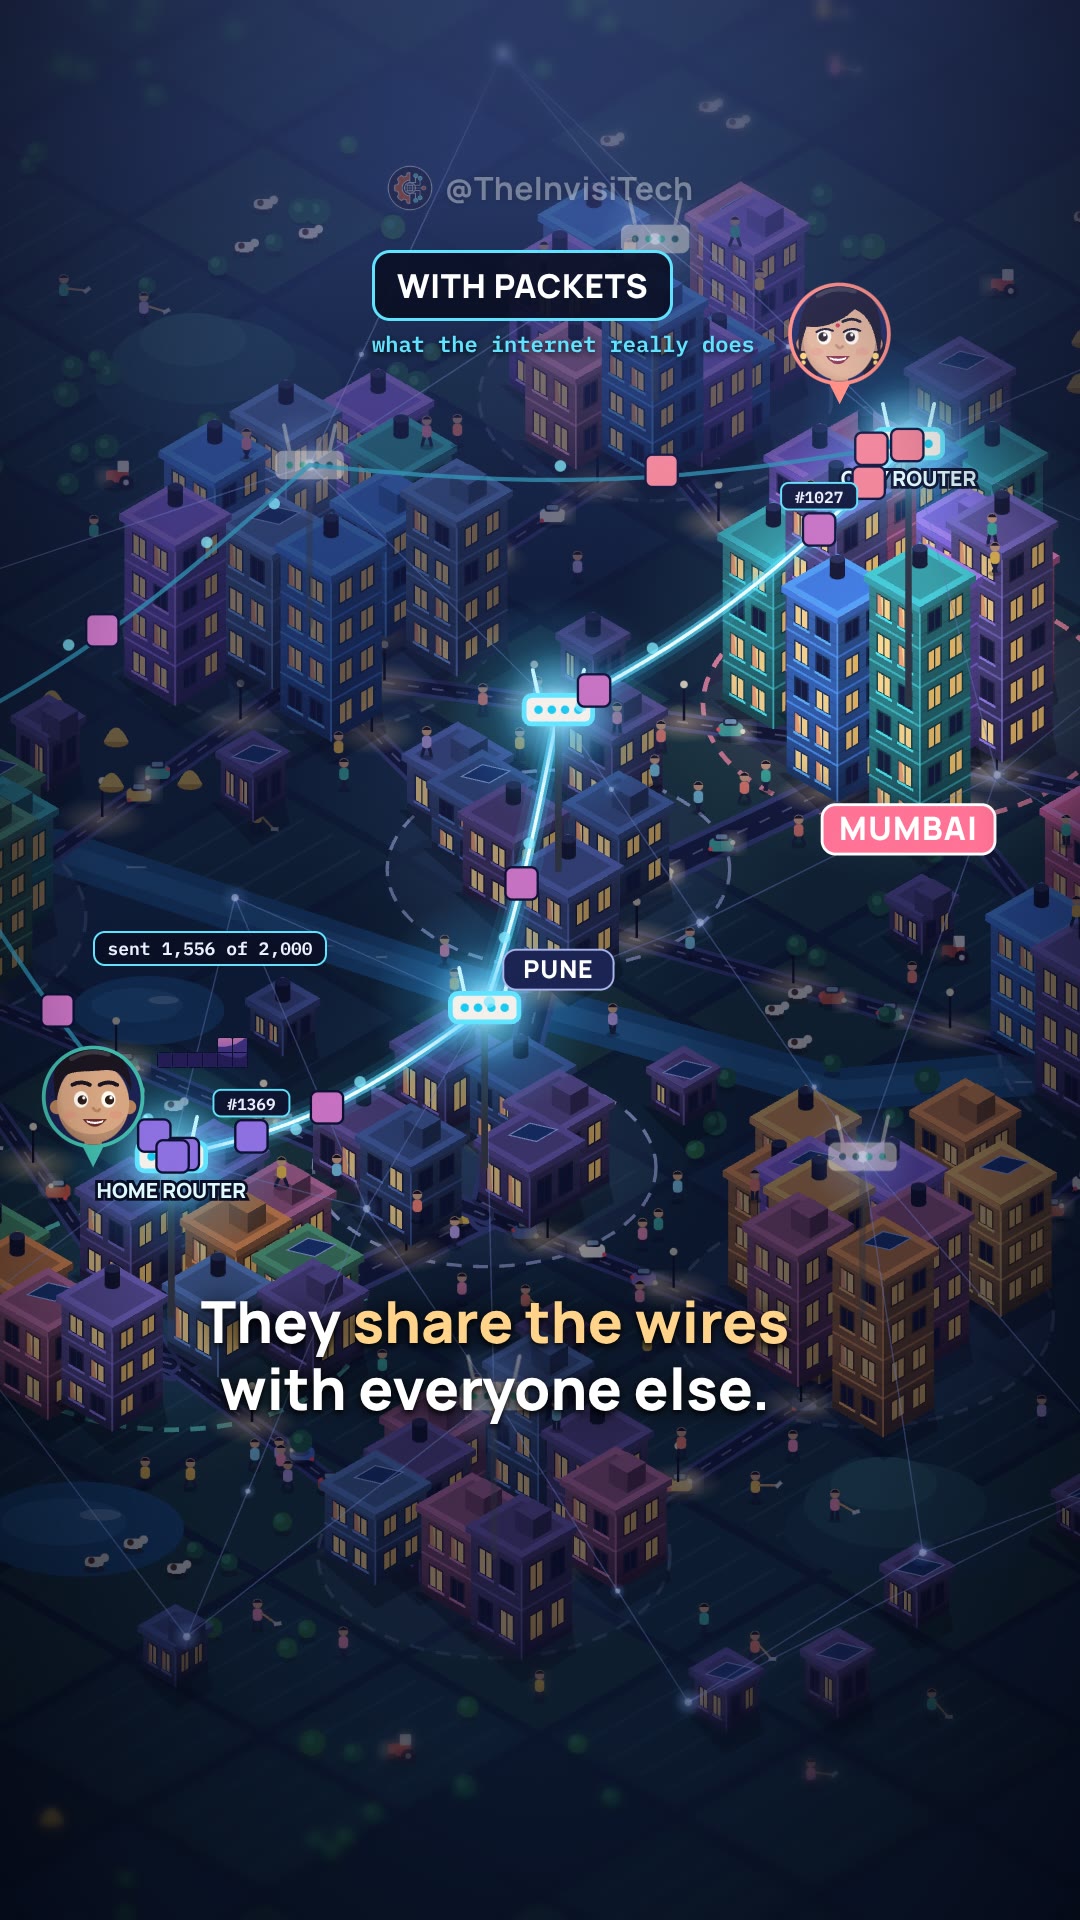 @TheInvisiTech
WITH PACKETS
what the internet really does
ROUTER
#1027
MUMBAI
sent 1,556 of 2,000
PUNE
#1369
HOME ROUTER
They share the wires
with everyone else.